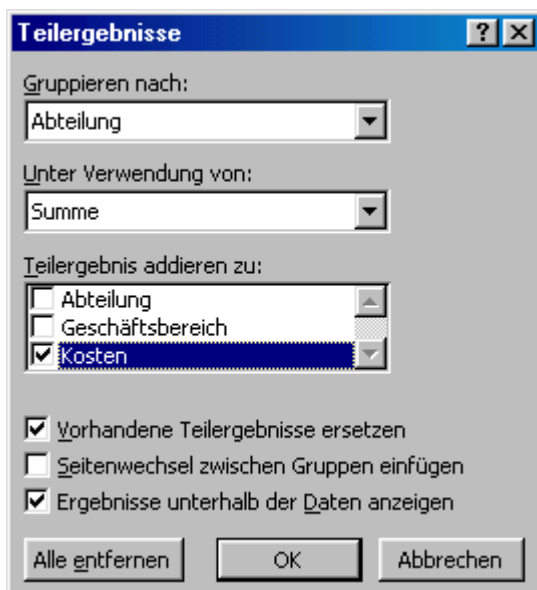 Teilergebnisse
Gruppieren nach:
Abteilung
Unter Verwendung von:
Summe
Teilergebnis addieren zu:
Abteilung
Geschäftsbereich
Kosten
Vorhandene Teilergebnisse ersetzen
Seitenwechsel zwischen Gruppen einfügen
Ergebnisse unterhalb der Daten anzeigen
Alle entfernen OK Abbrechen